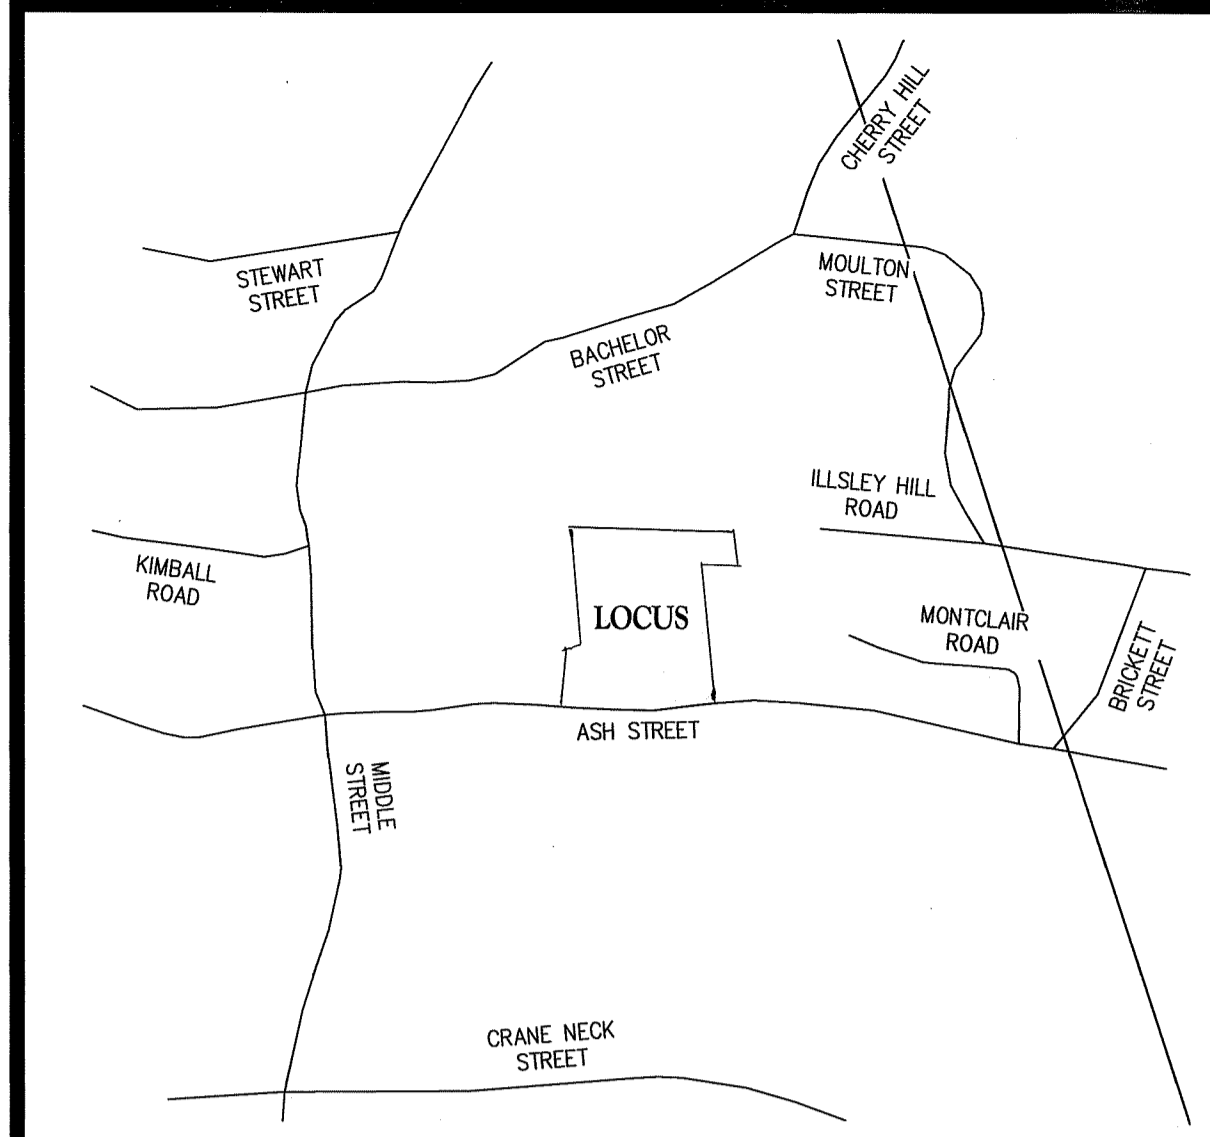 CHERRY HILL
STREET
STEWART
STREET
MOULTON
STREET
BACHELOR
STREET
ILLSLEY HILL
ROAD
KIMBALL
ROAD
LOCUS
MONTCLAIR
ROAD
BRICKETT
STREET
ASH STREET
MIDDLE
STREET
CRANE NECK
STREET